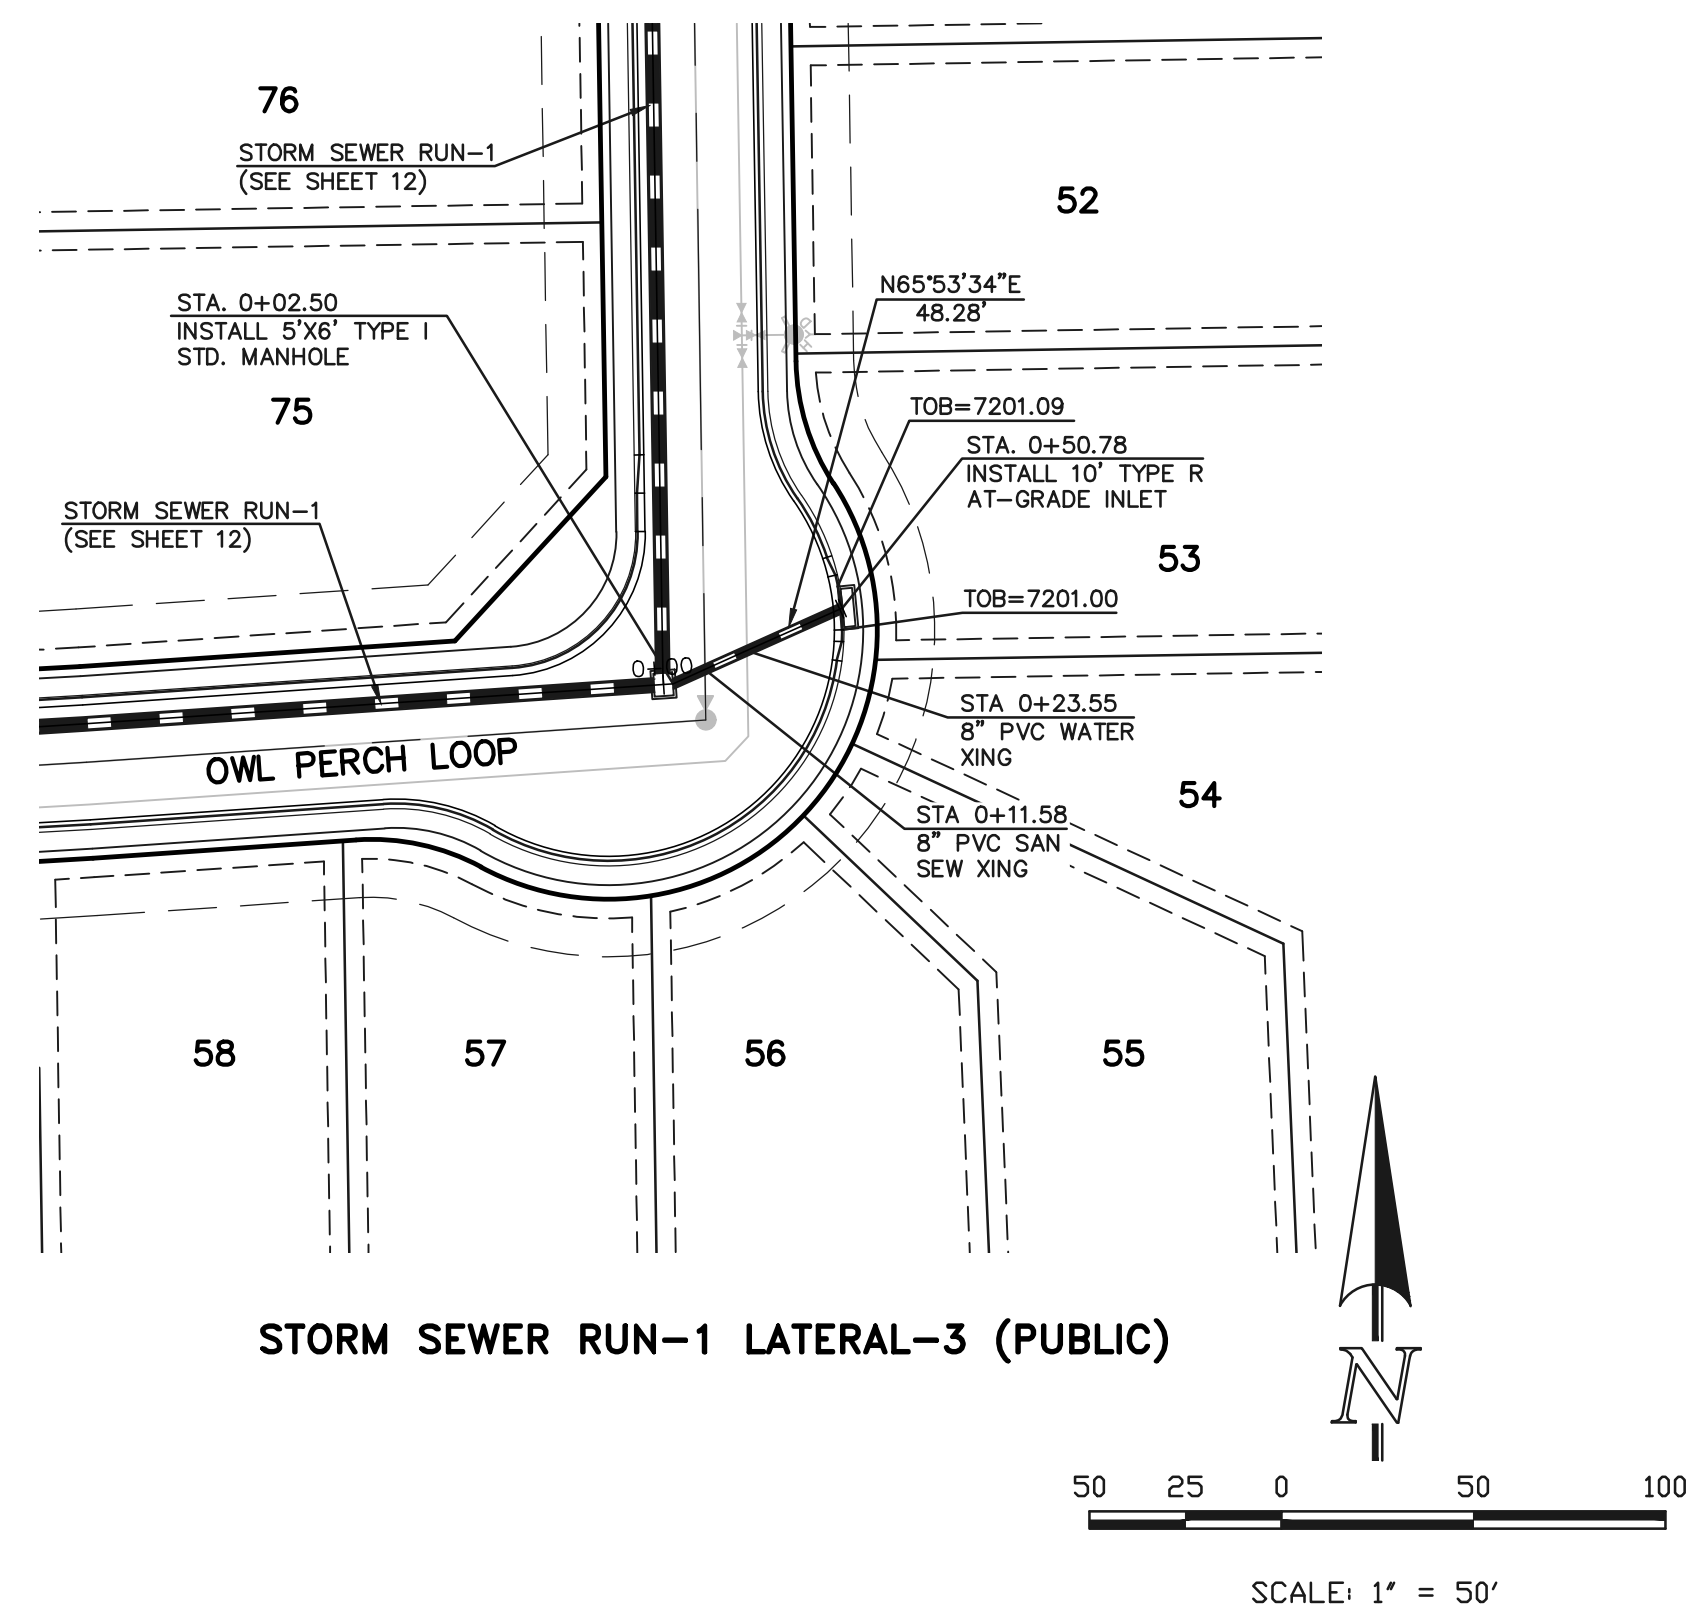 76
STORM SEWER RUN-1
(SEE SHEET 12)
52
STA. 0+02.50
INSTALL 5'X6' TYPE I
STD. MANHOLE
N65°53'34"E
48.28'
HYD
75
TOB=7201.09
STA. 0+50.78
INSTALL 10' TYPE R
AT-GRADE INLET
STORM SEWER RUN-1
(SEE SHEET 12)
53
TOB=7201.00
0+00
STA 0+23.55
8" PVC WATER
XING
OWL PERCH LOOP
54
STA 0+11.58
8" PVC SAN
SEW XING
58
57
56
55
STORM SEWER RUN-1 LATERAL-3 (PUBLIC)
N
50 25 0 50 100
SCALE: 1" = 50'